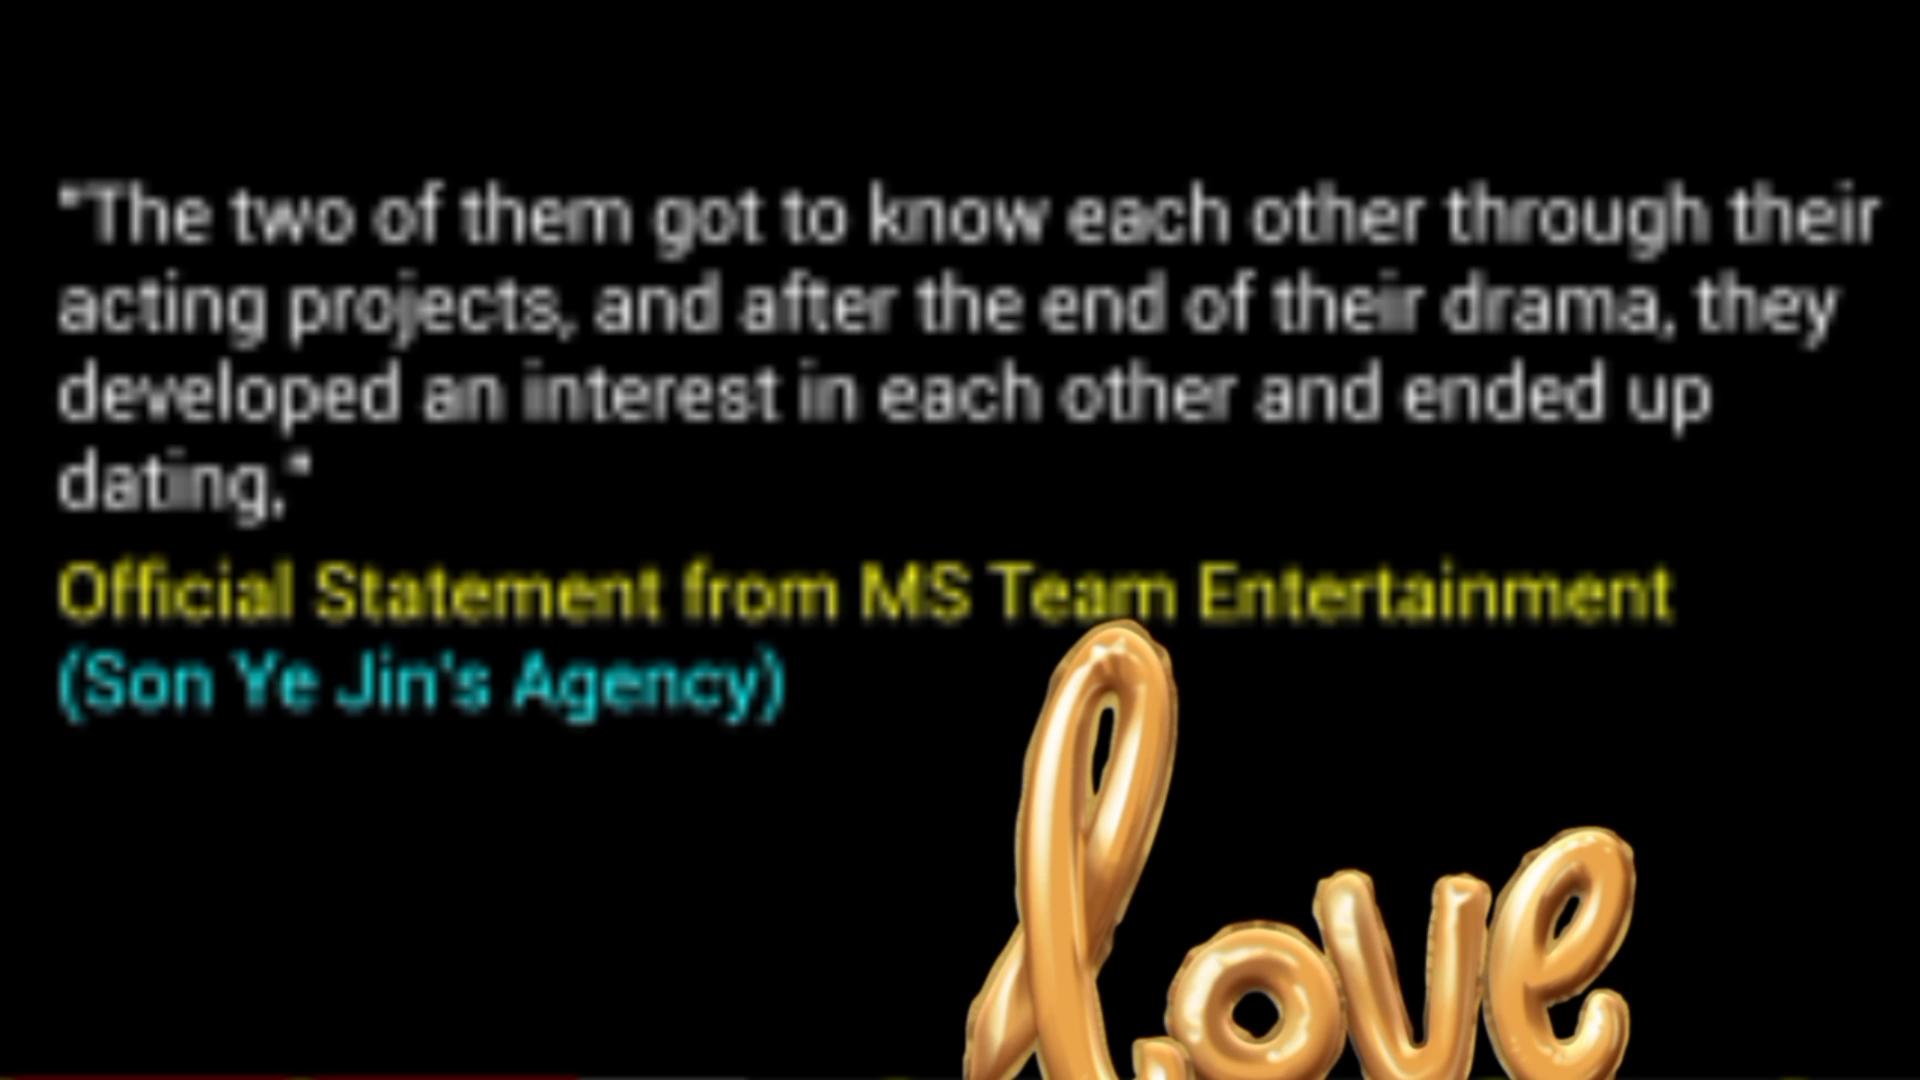 "The two of them got to know each other through their
acting projects, and after the end of their drama, they
developed an interest in each other and ended up
dating,"
Official Statement from MS Team Entertainment
(Son Ye Jin's Agency)
love